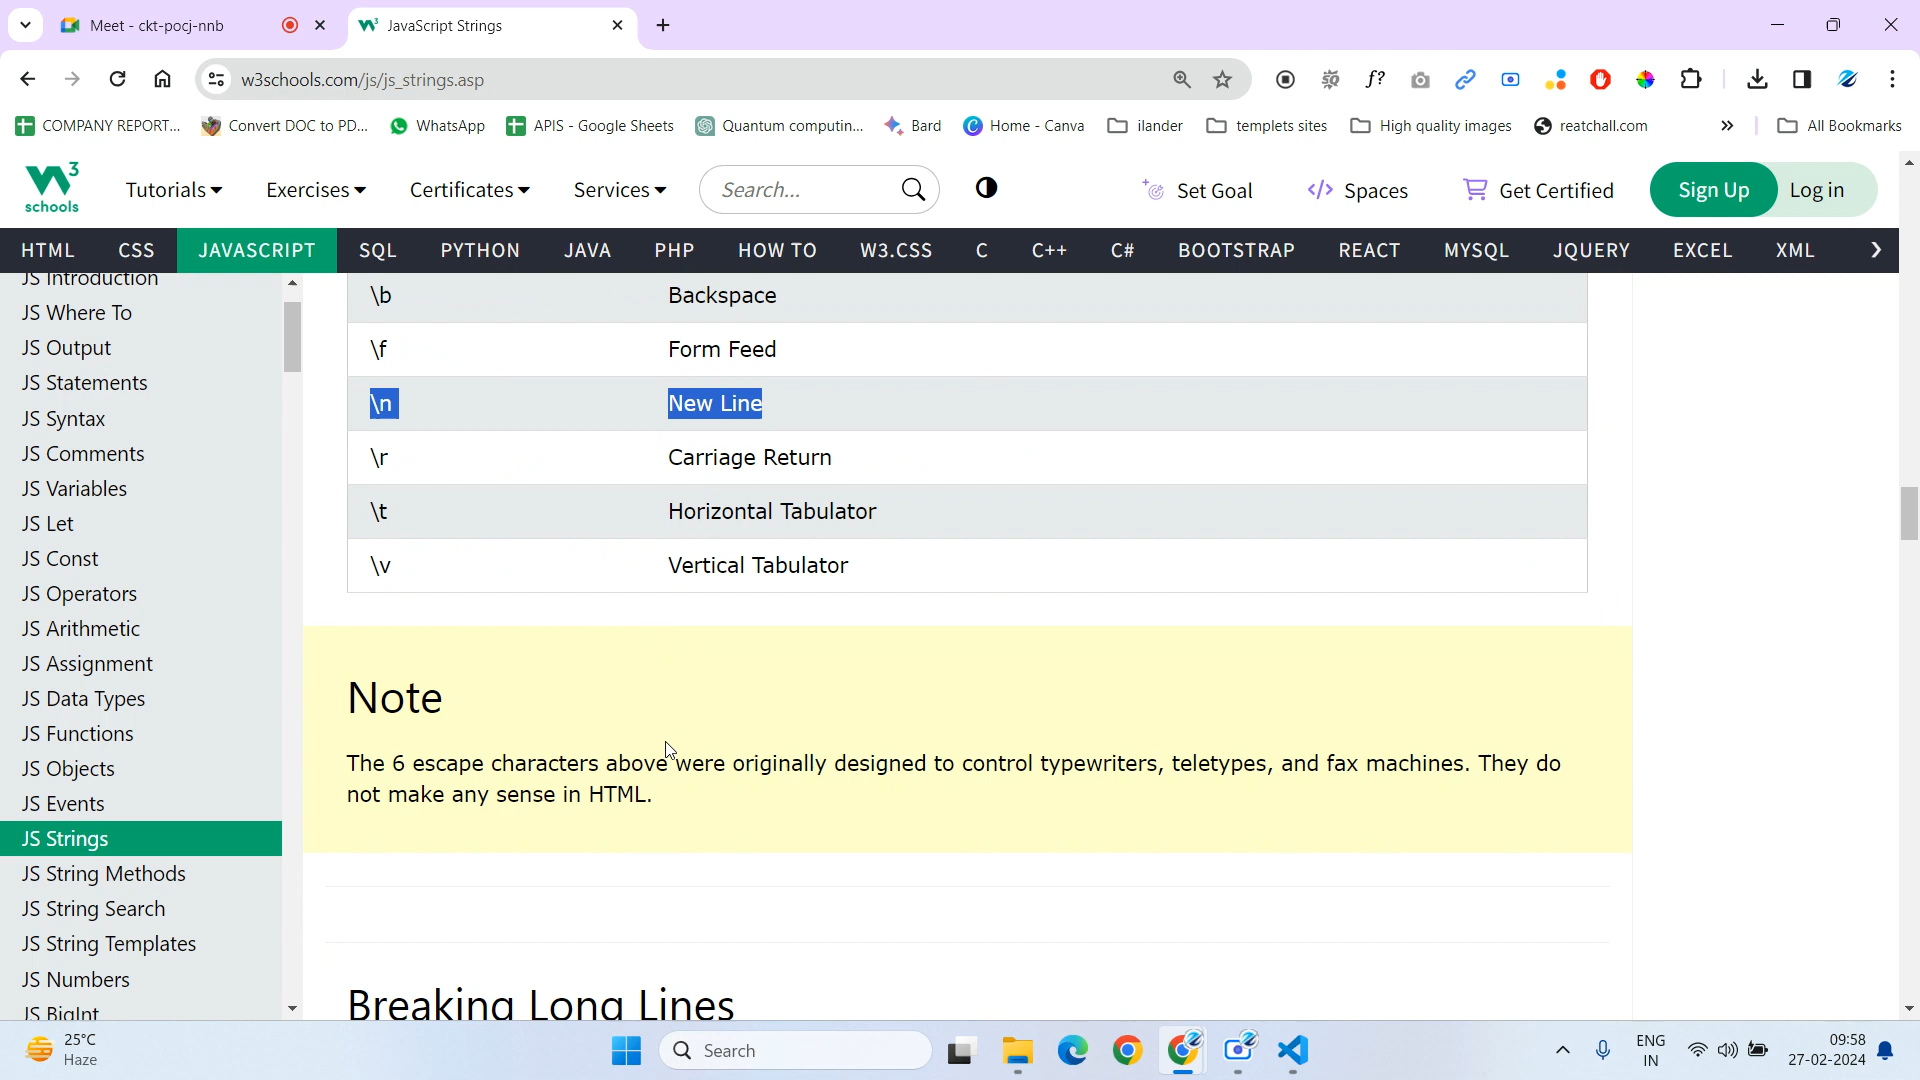 Meet - ckt-pocj-nnb
JavaScript Strings
w3schools.com/js/js_strings.asp
COMPANY REPORT...
Convert DOC to PD...
WhatsApp
APIS - Google Sheets
Quantum computin...
Bard
Home - Canva
ilander
templets sites
High quality images
reatchall.com
All Bookmarks
schools
Tutorials
Exercises
Certificates
Services
Search...
Set Goal
Spaces
Get Certified
Sign Up
Log in
HTML
CSS
JAVASCRIPT
SQL
PYTHON
JAVA
PHP
HOW TO
W3.CSS
C
C++
C#
BOOTSTRAP
REACT
MYSQL
JQUERY
EXCEL
XML
JS Introduction
JS Where To
JS Output
JS Statements
JS Syntax
JS Comments
JS Variables
JS Let
JS Const
JS Operators
JS Arithmetic
JS Assignment
JS Data Types
JS Functions
JS Objects
JS Events
JS Strings
JS String Methods
JS String Search
JS String Templates
JS Numbers
JS BigInt
\b Backspace
\f Form Feed
\n New Line
\r Carriage Return
\t Horizontal Tabulator
\v Vertical Tabulator
Note
The 6 escape characters above were originally designed to control typewriters, teletypes, and fax machines. They do
not make any sense in HTML.
Breaking Long Lines
25°C
Haze
Search
ENG
IN
09:58
27-02-2024